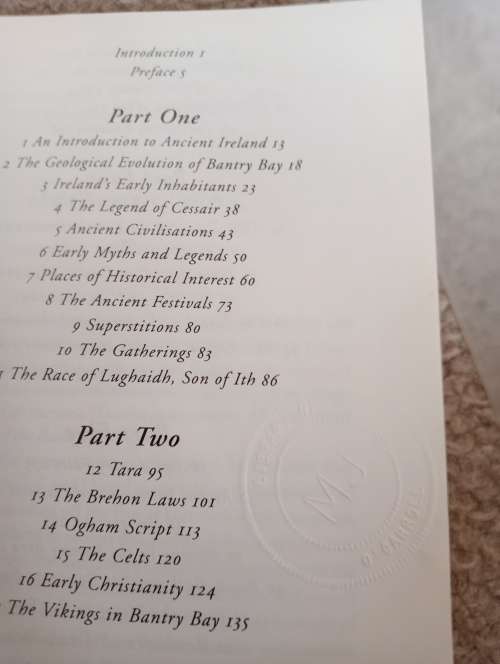 Introduction 1
Preface 5
Part One
1 An Introduction to Ancient Ireland 13
2 The Geological Evolution of Bantry Bay 18
3 Ireland's Early Inhabitants 23
4 The Legend of Cessair 38
5 Ancient Civilisations 43
6 Early Myths and Legends 50
7 Places of Historical Interest 60
8 The Ancient Festivals 73
9 Superstitions 80
10 The Gatherings 83
The Race of Lughaidh, Son of Ith 86
Part Two
12 Tara 95
13 The Brehon Laws 101
14 Ogham Script 113
15 The Celts 120
16 Early Christianity 124
The Vikings in Bantry Bay 135
M.J
O'CARROLL